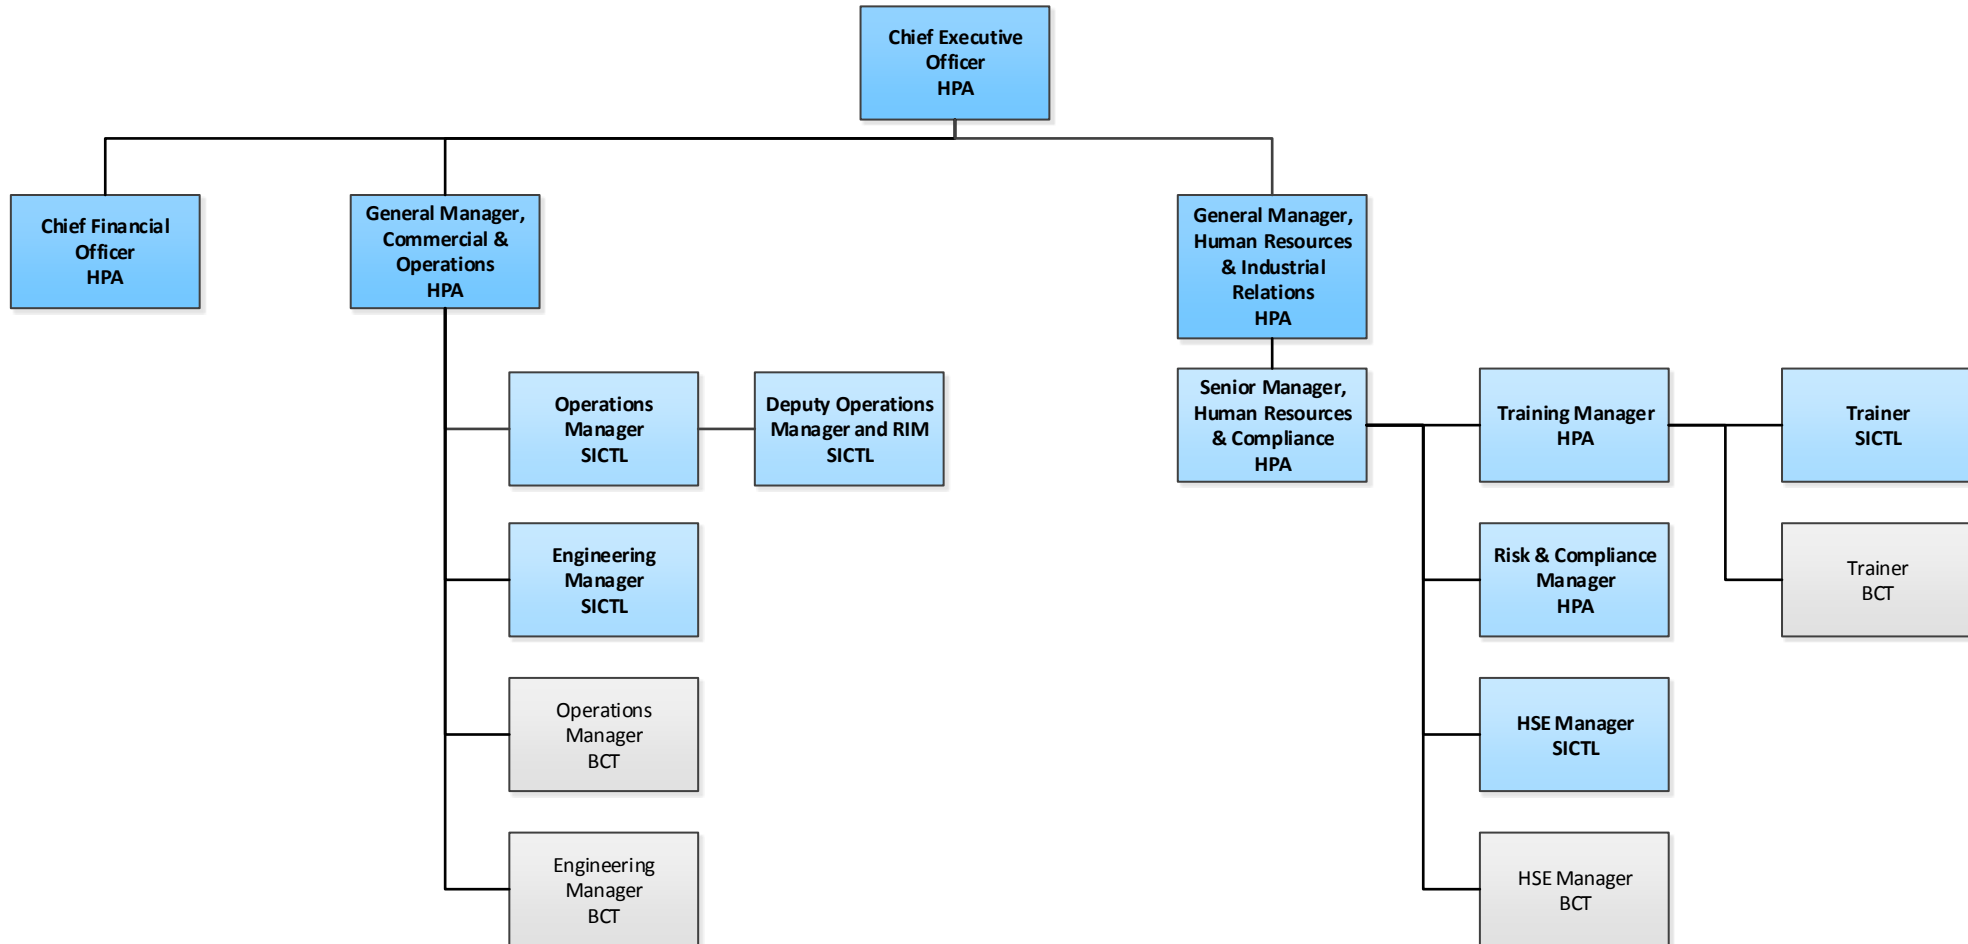 Chief Executive
Officer
HPA
Chief Financial
Officer
HPA
General Manager,
Commercial &
Operations
HPA
General Manager,
Human Resources
& Industrial
Relations
HPA
Operations
Manager
SICTL
Deputy Operations
Manager and RIM
SICTL
Senior Manager,
Human Resources
& Compliance
HPA
Training Manager
HPA
Trainer
SICTL
Engineering
Manager
SICTL
Risk & Compliance
Manager
HPA
Trainer
BCT
Operations
Manager
BCT
HSE Manager
SICTL
Engineering
Manager
BCT
HSE Manager
BCT